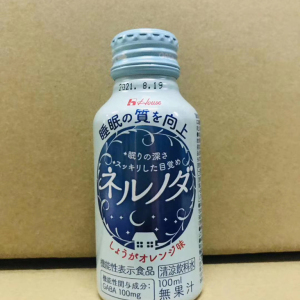 2021.8.19
House
睡眠の質を向上
眠りの深さ
スッキリした目覚め
ネルノダ
しょうがオレンジ味
機能性表示食品
清涼飲料水
機能性関与成分:
GABA 100mg
100ml
無果汁